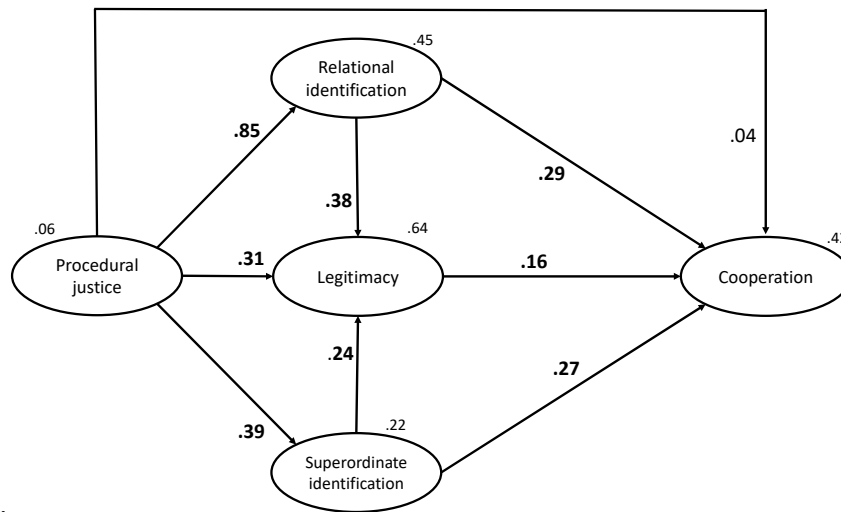 .45
Relational
identification
.85
.04
.29
.38
.06
.64
Procedural
justice
.31
Legitimacy
.16
Cooperation
.24
.27
.39
.22
Superordinate
identification